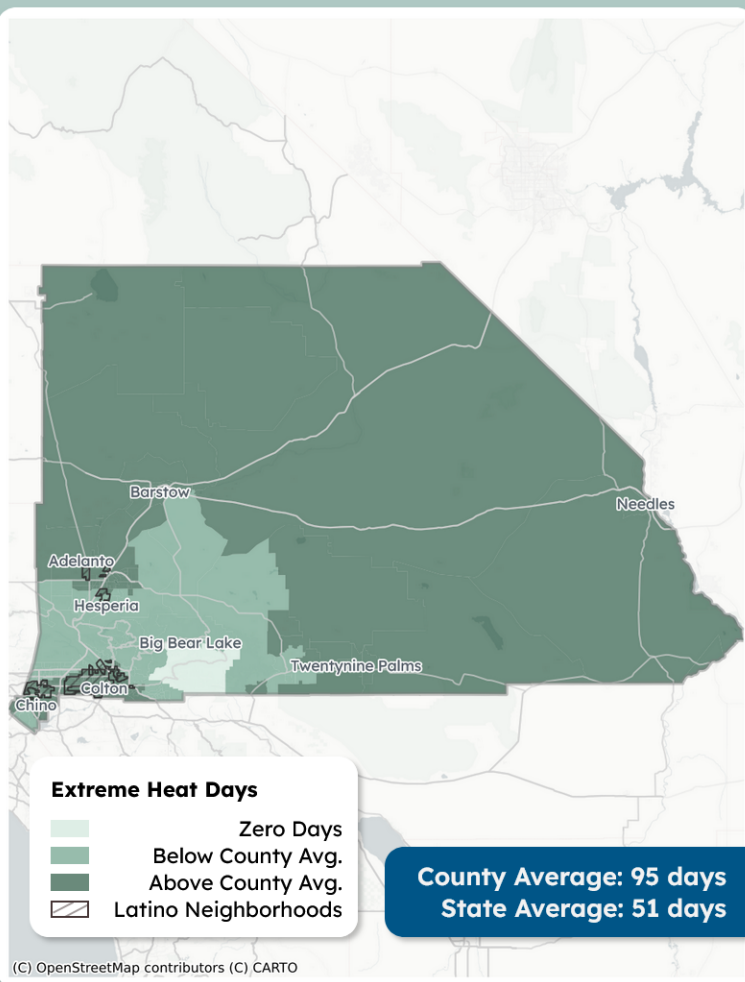 Barstow
Needles
Adelanto
Hesperia
Big Bear Lake
Twentynine Palms
Colton
Chino
Extreme Heat Days
Zero Days
Below County Avg.
Above County Avg.
Latino Neighborhoods
County Average: 95 days
State Average: 51 days
(C) OpenStreetMap contributors (C) CARTO